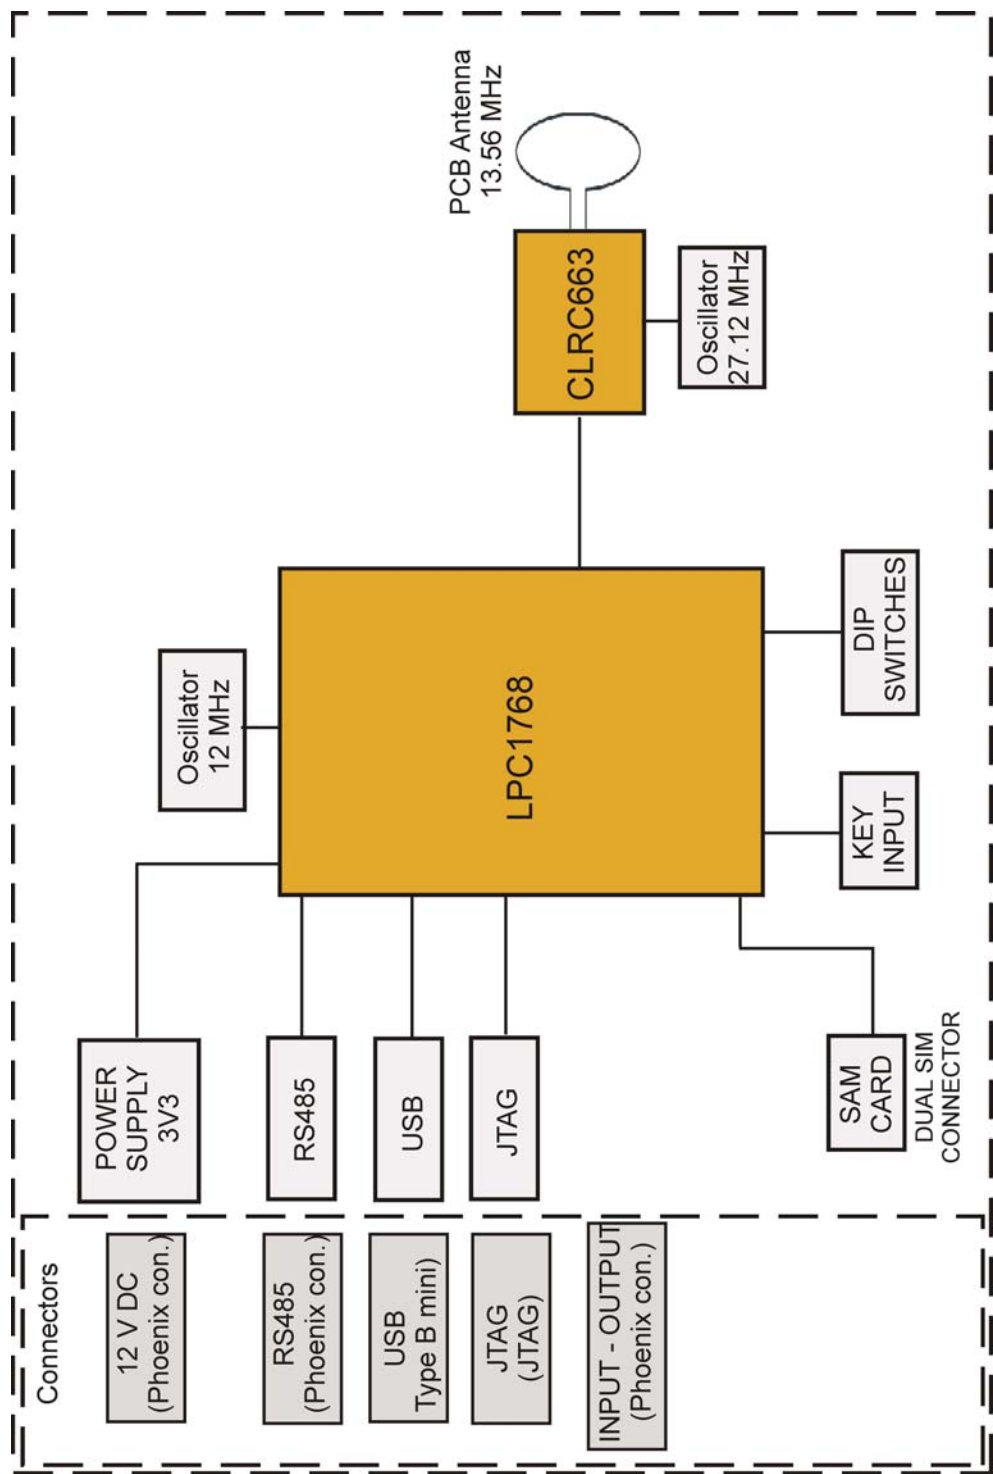 Connectors
12 V DC
(Phoenix con.)
RS485
(Phoenix con.)
USB
Type B mini)
JTAG
(JTAG)
INPUT - OUTPUT
(Phoenix con.)
POWER
SUPPLY
3V3
RS485
USB
JTAG
SAM
CARD
DUAL SIM
CONNECTOR
Oscillator
12 MHz
LPC1768
KEY
INPUT
DIP
SWITCHES
PCB Antenna
13.56 MHz
CLRC663
Oscillator
27.12 MHz